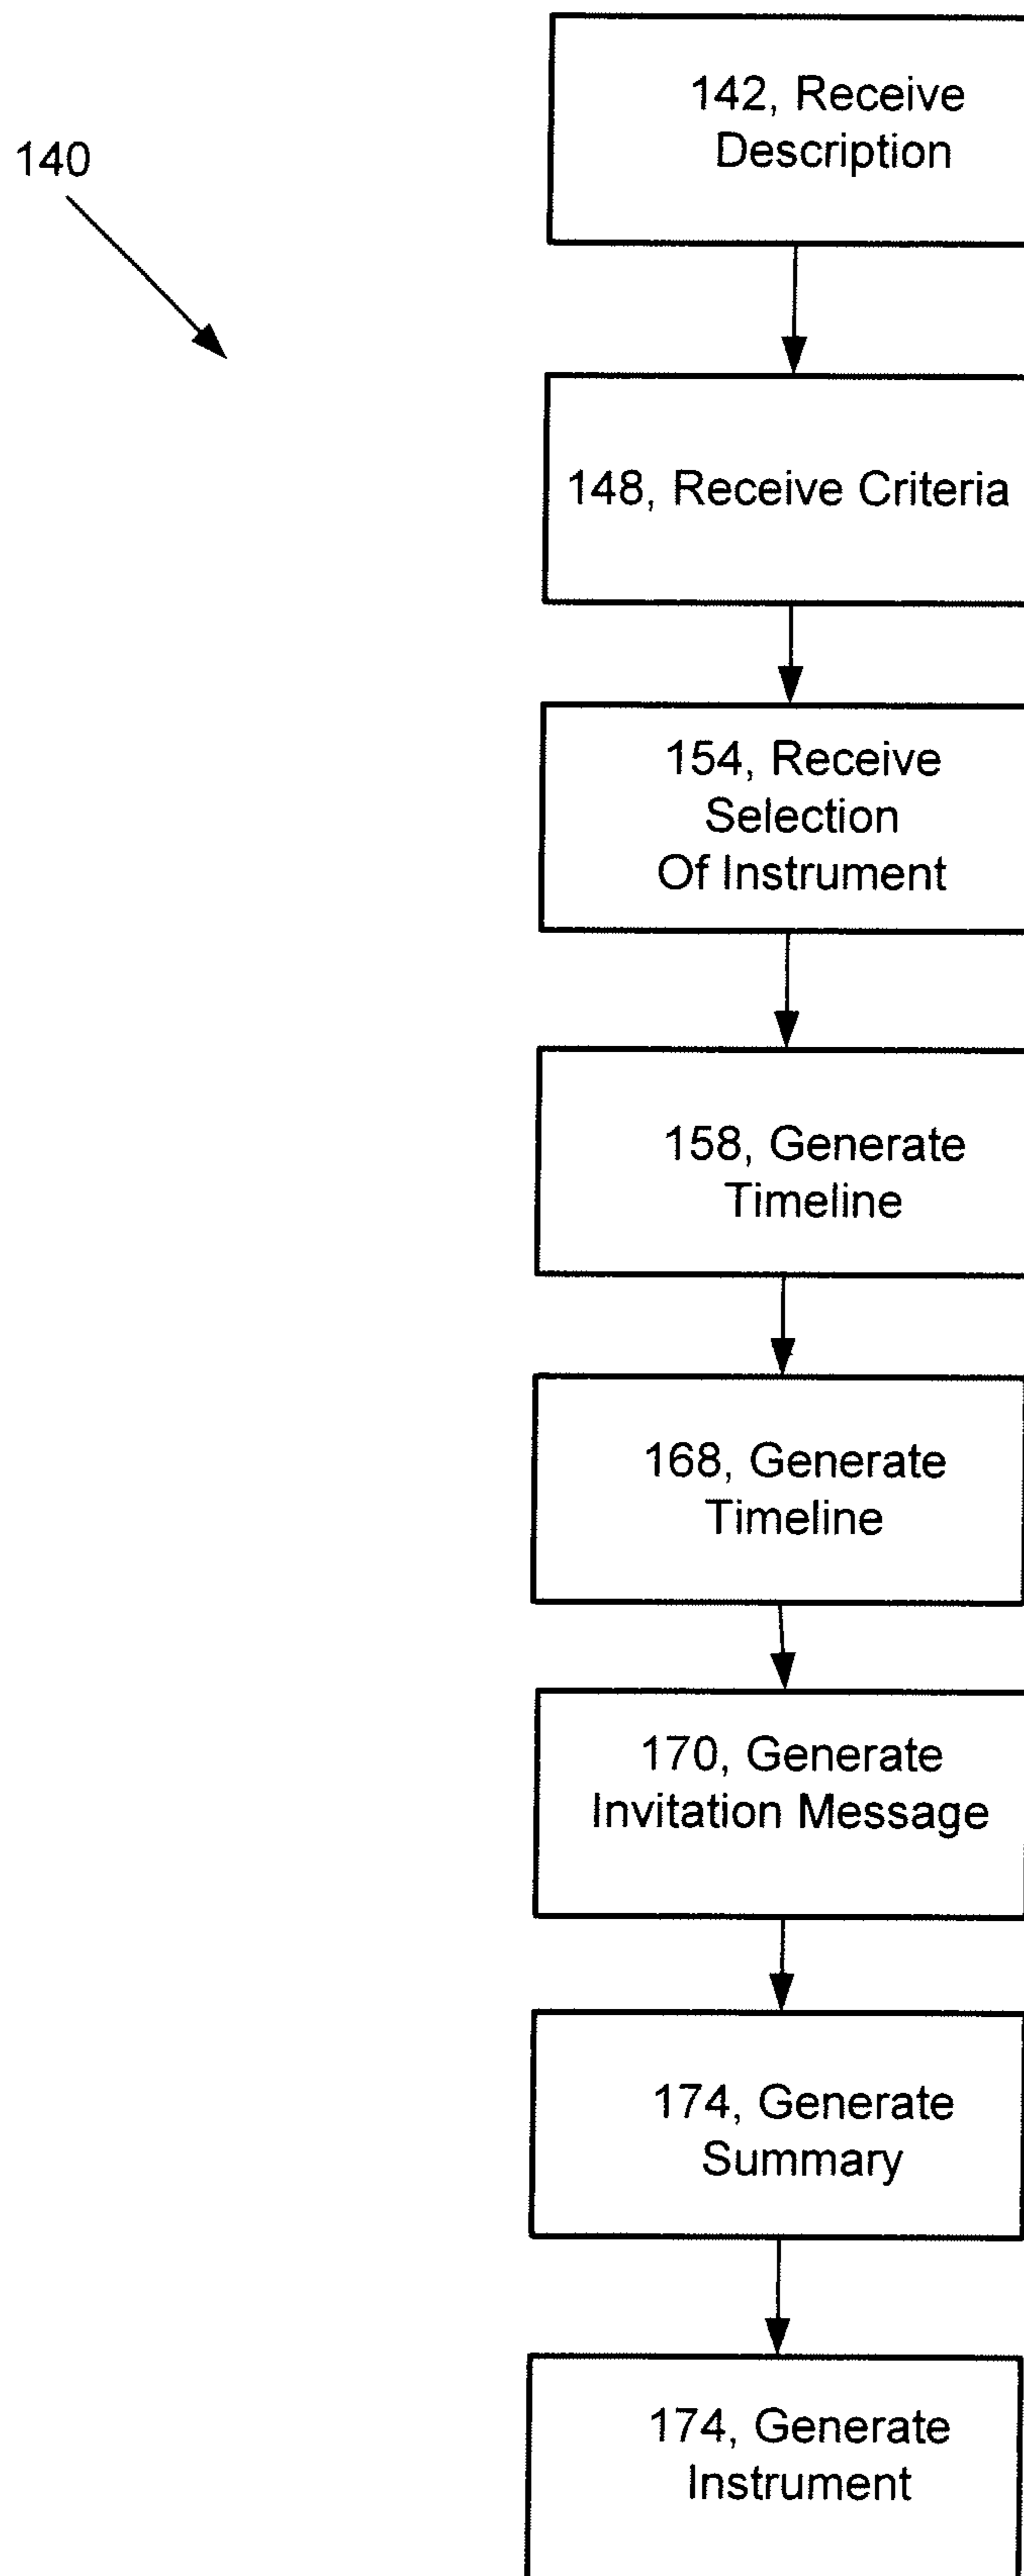 140
142, Receive
Description
148, Receive Criteria
154, Receive
Selection
Of Instrument
158, Generate
Timeline
168, Generate
Timeline
170, Generate
Invitation Message
174, Generate
Summary
174, Generate
Instrument